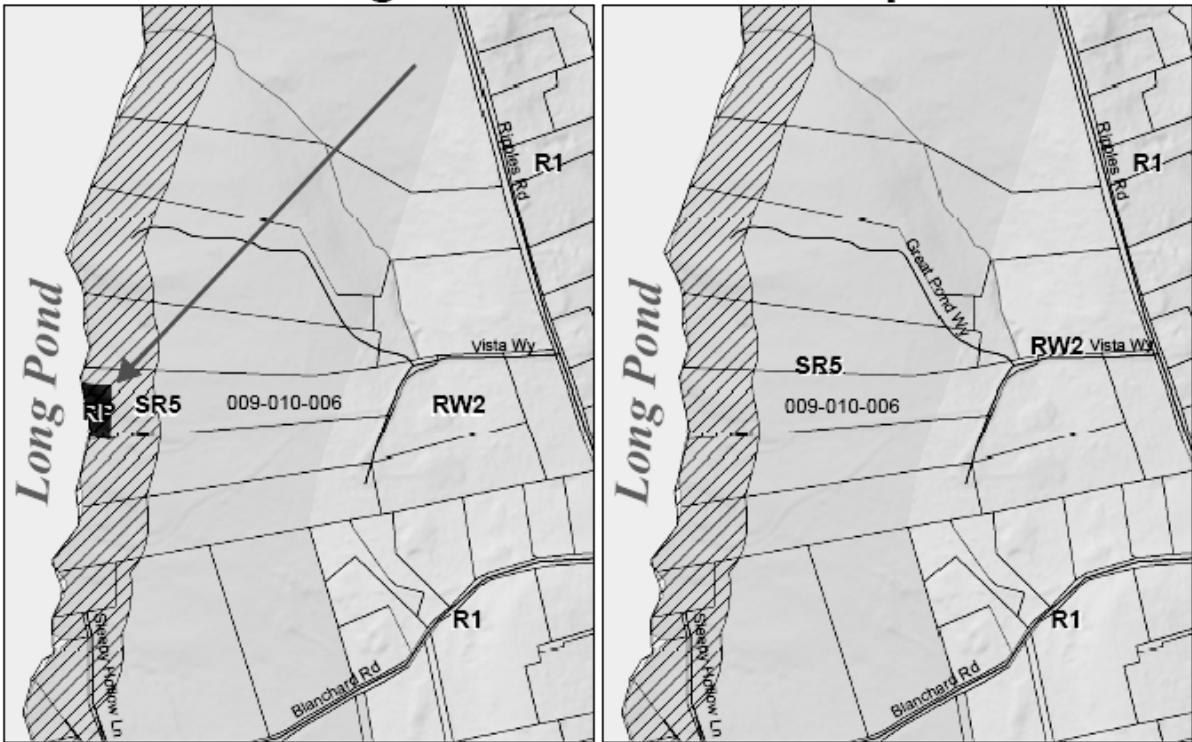 R1
Ripples Rd
Long Pond
Vista Wy
RP
SR5
009-010-006
RW2
Sleepy Hollow Ln
R1
Blanchard Rd
R1
Ripples Rd
Great Pond Wy
Long Pond
RW2
Vista Wy
SR5
009-010-006
Sleepy Hollow Ln
R1
Blanchard Rd